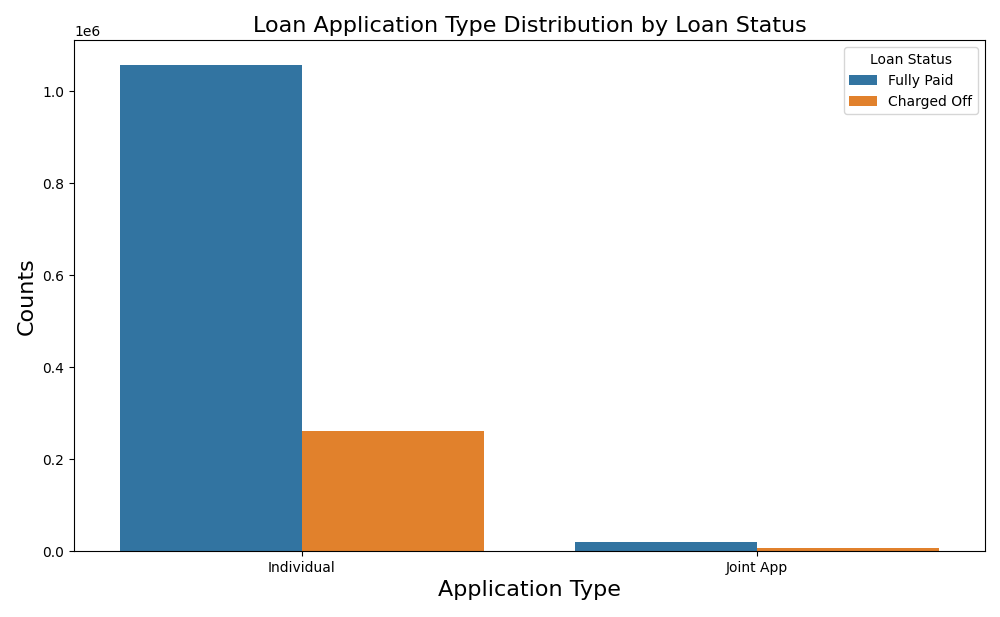 Loan Application Type Distribution by Loan Status
1e6
Loan Status
Fully Paid
Charged Off
1.0
0.8
0.6
0.4
0.2
0.0
Counts
Individual
Joint App
Application Type